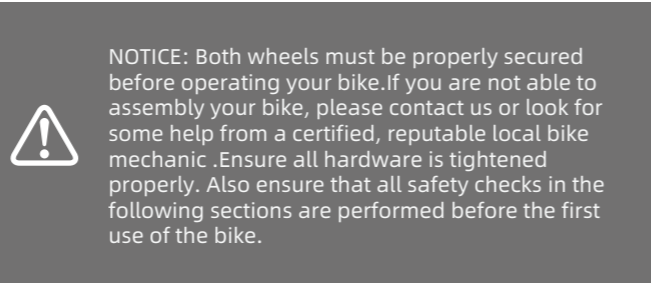 NOTICE: Both wheels must be properly secured
before operating your bike.If you are not able to
assembly your bike, please contact us or look for
some help from a certified, reputable local bike
mechanic .Ensure all hardware is tightened
properly. Also ensure that all safety checks in the
following sections are performed before the first
use of the bike.